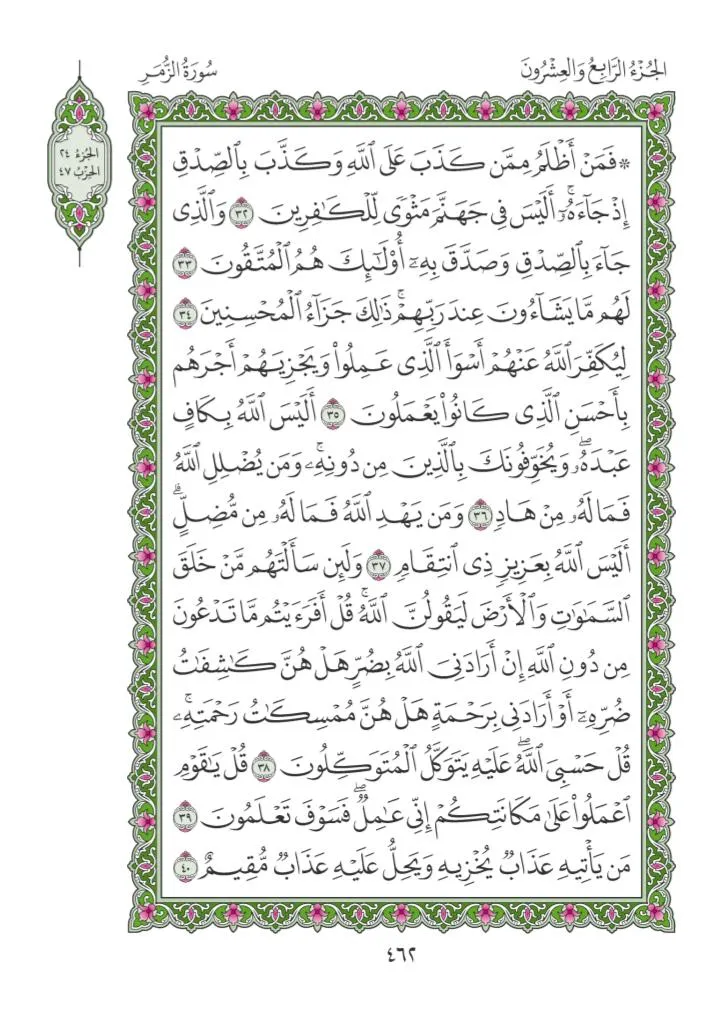 الجُزْءُ الرَّابِعُ وَالعِشْرُونَ
سُورَةُ الزُّمَرِ
الجُزْءُ ٢٤
الحِزْبُ ٤٧
* فَمَنْ أَظْلَمُ مِمَّن كَذَبَ عَلَى ٱللَّهِ وَكَذَّبَ بِٱلصِّدْقِ
إِذْ جَآءَهُۥٓۚ أَلَيْسَ فِى جَهَنَّمَ مَثْوًى لِّلْكَٰفِرِينَ ٣٢ وَٱلَّذِى
جَآءَ بِٱلصِّدْقِ وَصَدَّقَ بِهِۦٓ أُو۟لَٰٓئِكَ هُمُ ٱلْمُتَّقُونَ ٣٣
لَهُم مَّا يَشَآءُونَ عِندَ رَبِّهِمْۚ ذَٰلِكَ جَزَآءُ ٱلْمُحْسِنِينَ ٣٤
لِيُكَفِّرَ ٱللَّهُ عَنْهُمْ أَسْوَأَ ٱلَّذِى عَمِلُوا۟ وَيَجْزِيَهُمْ أَجْرَهُم
بِأَحْسَنِ ٱلَّذِى كَانُوا۟ يَعْمَلُونَ ٣٥ أَلَيْسَ ٱللَّهُ بِكَافٍ
عَبْدَهُۥۖ وَيُخَوِّفُونَكَ بِٱلَّذِينَ مِن دُونِهِۦۚ وَمَن يُضْلِلِ ٱللَّهُ
فَمَا لَهُۥ مِنْ هَادٍ ٣٦ وَمَن يَهْدِ ٱللَّهُ فَمَا لَهُۥ مِن مُّضِلٍّۗ
أَلَيْسَ ٱللَّهُ بِعَزِيزٍ ذِى ٱنتِقَامٍ ٣٧ وَلَئِن سَأَلْتَهُم مَّنْ خَلَقَ
ٱلسَّمَٰوَٰتِ وَٱلْأَرْضَ لَيَقُولُنَّ ٱللَّهُۚ قُلْ أَفَرَءَيْتُم مَّا تَدْعُونَ
مِن دُونِ ٱللَّهِ إِنْ أَرَادَنِىَ ٱللَّهُ بِضُرٍّ هَلْ هُنَّ كَٰشِفَٰتُ
ضُرِّهِۦٓ أَوْ أَرَادَنِى بِرَحْمَةٍ هَلْ هُنَّ مُمْسِكَٰتُ رَحْمَتِهِۦۚ
قُلْ حَسْبِىَ ٱللَّهُۖ عَلَيْهِ يَتَوَكَّلُ ٱلْمُتَوَكِّلُونَ ٣٨ قُلْ يَٰقَوْمِ
ٱعْمَلُوا۟ عَلَىٰ مَكَانَتِكُمْ إِنِّى عَٰمِلٌۖ فَسَوْفَ تَعْلَمُونَ ٣٩
مَن يَأْتِيهِ عَذَابٌ يُخْزِيهِ وَيَحِلُّ عَلَيْهِ عَذَابٌ مُّقِيمٌ ٤٠
٤٦٢